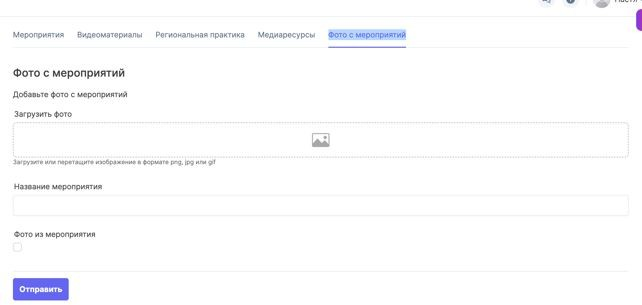 Мероприятия Видеоматериалы Региональная практика Медиаресурсы Фото с мероприятий
Фото с мероприятий
Добавьте фото с мероприятий
Загрузить фото
Загрузите или перетащите изображение в формате png, jpg или gif
Название мероприятия
Фото из мероприятия
Отправить